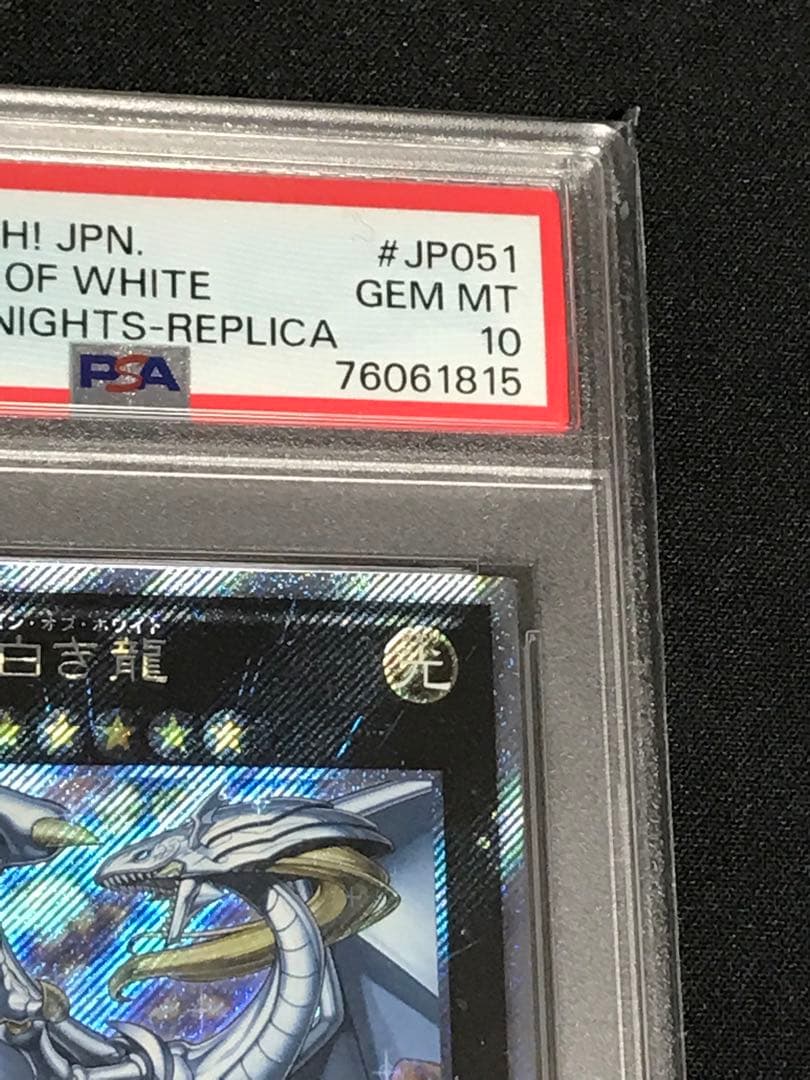 H! JPN.
#JP051
OF WHITE
GEM MT
NIGHTS-REPLICA
10
PSA
76061815
ン・オブ・ホワイト
白き龍
光